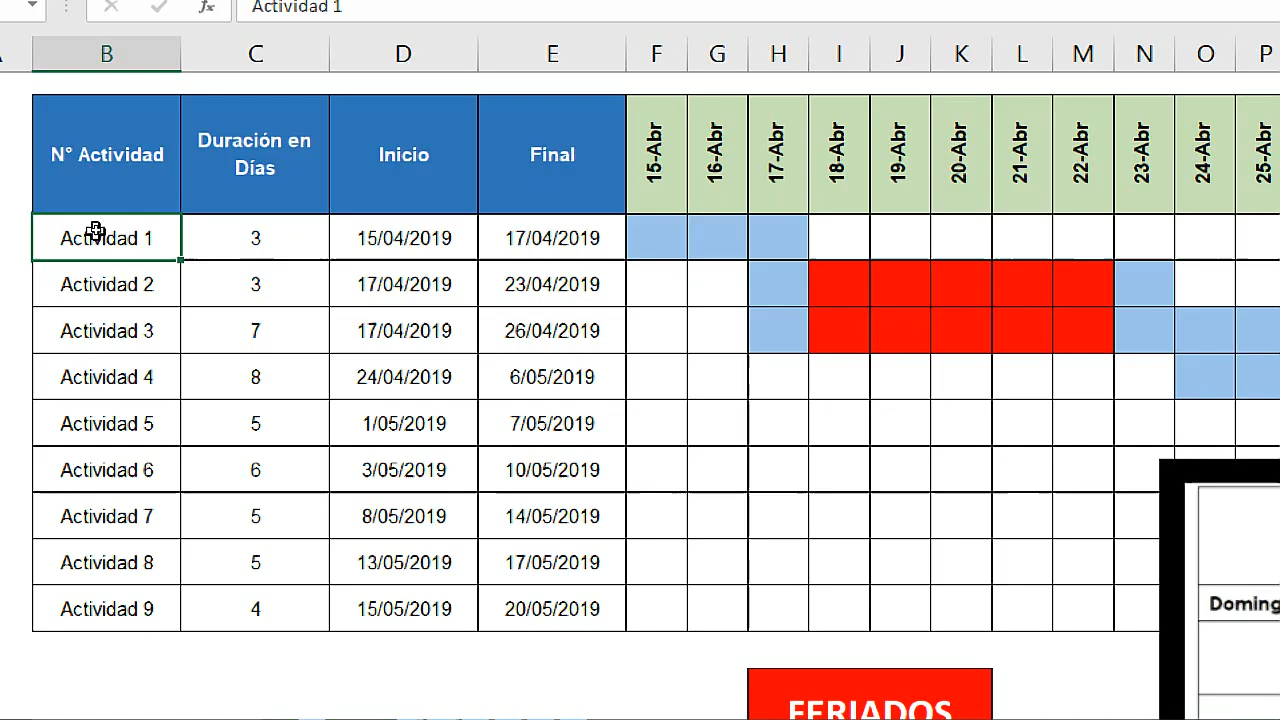 fx Actividad 1
B C D E F G H I J K L M N O P
N° Actividad Duración en Días Inicio Final 15-Abr 16-Abr 17-Abr 18-Abr 19-Abr 20-Abr 21-Abr 22-Abr 23-Abr 24-Abr 25-Abr
Actividad 1 3 15/04/2019 17/04/2019
Actividad 2 3 17/04/2019 23/04/2019
Actividad 3 7 17/04/2019 26/04/2019
Actividad 4 8 24/04/2019 6/05/2019
Actividad 5 5 1/05/2019 7/05/2019
Actividad 6 6 3/05/2019 10/05/2019
Actividad 7 5 8/05/2019 14/05/2019
Actividad 8 5 13/05/2019 17/05/2019
Actividad 9 4 15/05/2019 20/05/2019
Doming
FERIADOS